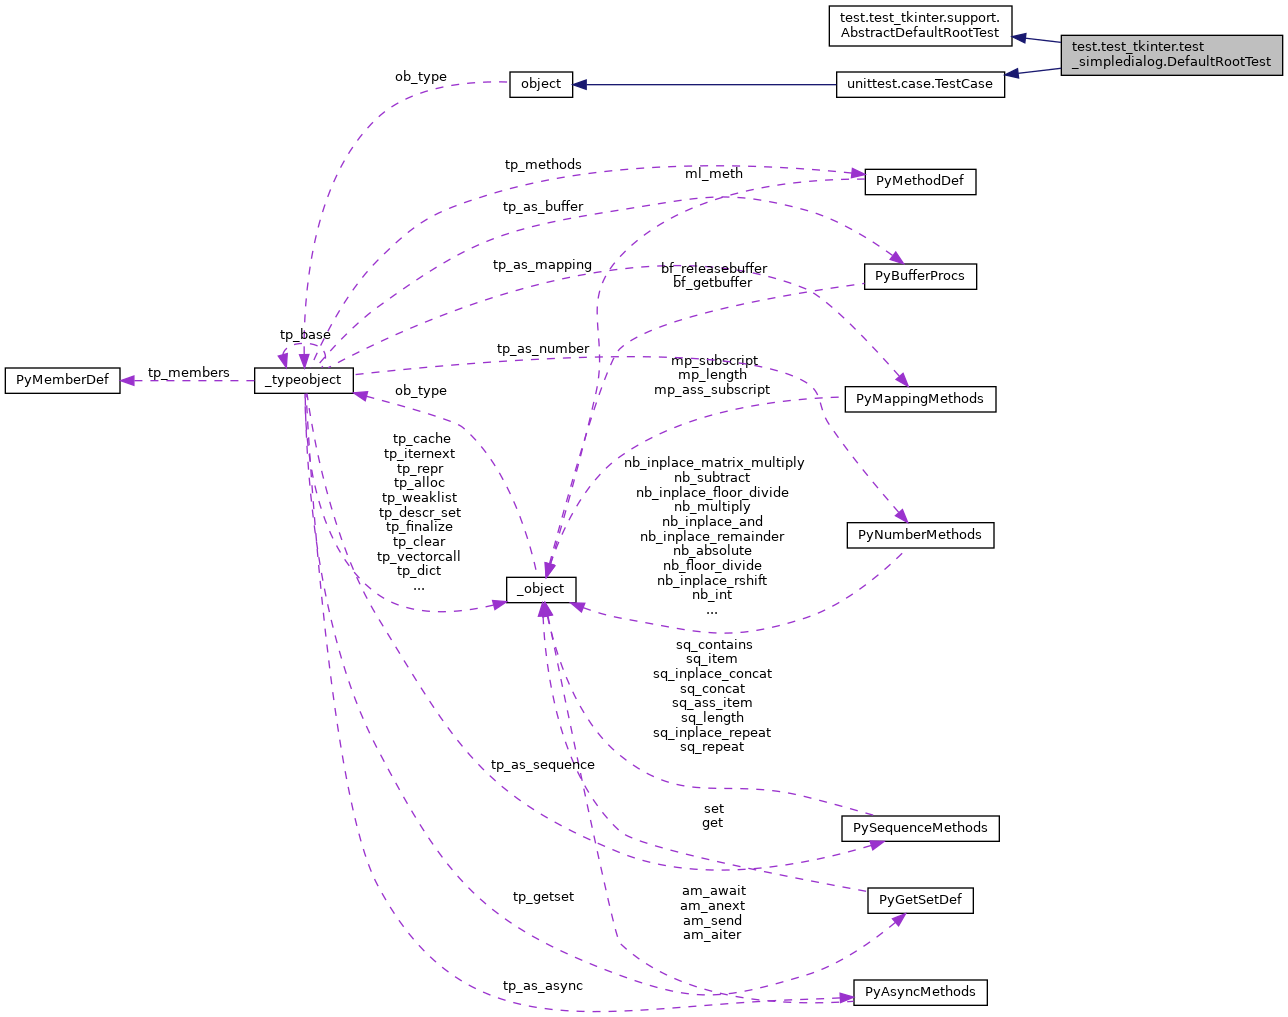 test.test_tkinter.support.
AbstractDefaultRootTest
test.test_tkinter.test
_simpledialog.DefaultRootTest
ob_type
object
unittest.case.TestCase
tp_methods
ml_meth
PyMethodDef
tp_as_buffer
tp_as_mapping
bf_releasebuffer
bf_getbuffer
PyBufferProcs
tp_base
tp_as_number
mp_subscript
mp_length
mp_ass_subscript
PyMemberDef
tp_members
_typeobject
ob_type
PyMappingMethods
tp_cache
tp_iternext
tp_repr
tp_alloc
tp_weaklist
tp_descr_set
tp_finalize
tp_clear
tp_vectorcall
tp_dict
...
nb_inplace_matrix_multiply
nb_subtract
nb_inplace_floor_divide
nb_multiply
nb_inplace_and
nb_inplace_remainder
nb_absolute
nb_floor_divide
nb_inplace_rshift
nb_int
...
PyNumberMethods
_object
sq_contains
sq_item
sq_inplace_concat
sq_concat
sq_ass_item
sq_length
sq_inplace_repeat
sq_repeat
tp_as_sequence
set
get
PySequenceMethods
tp_getset
am_await
am_anext
am_send
am_aiter
PyGetSetDef
tp_as_async
PyAsyncMethods